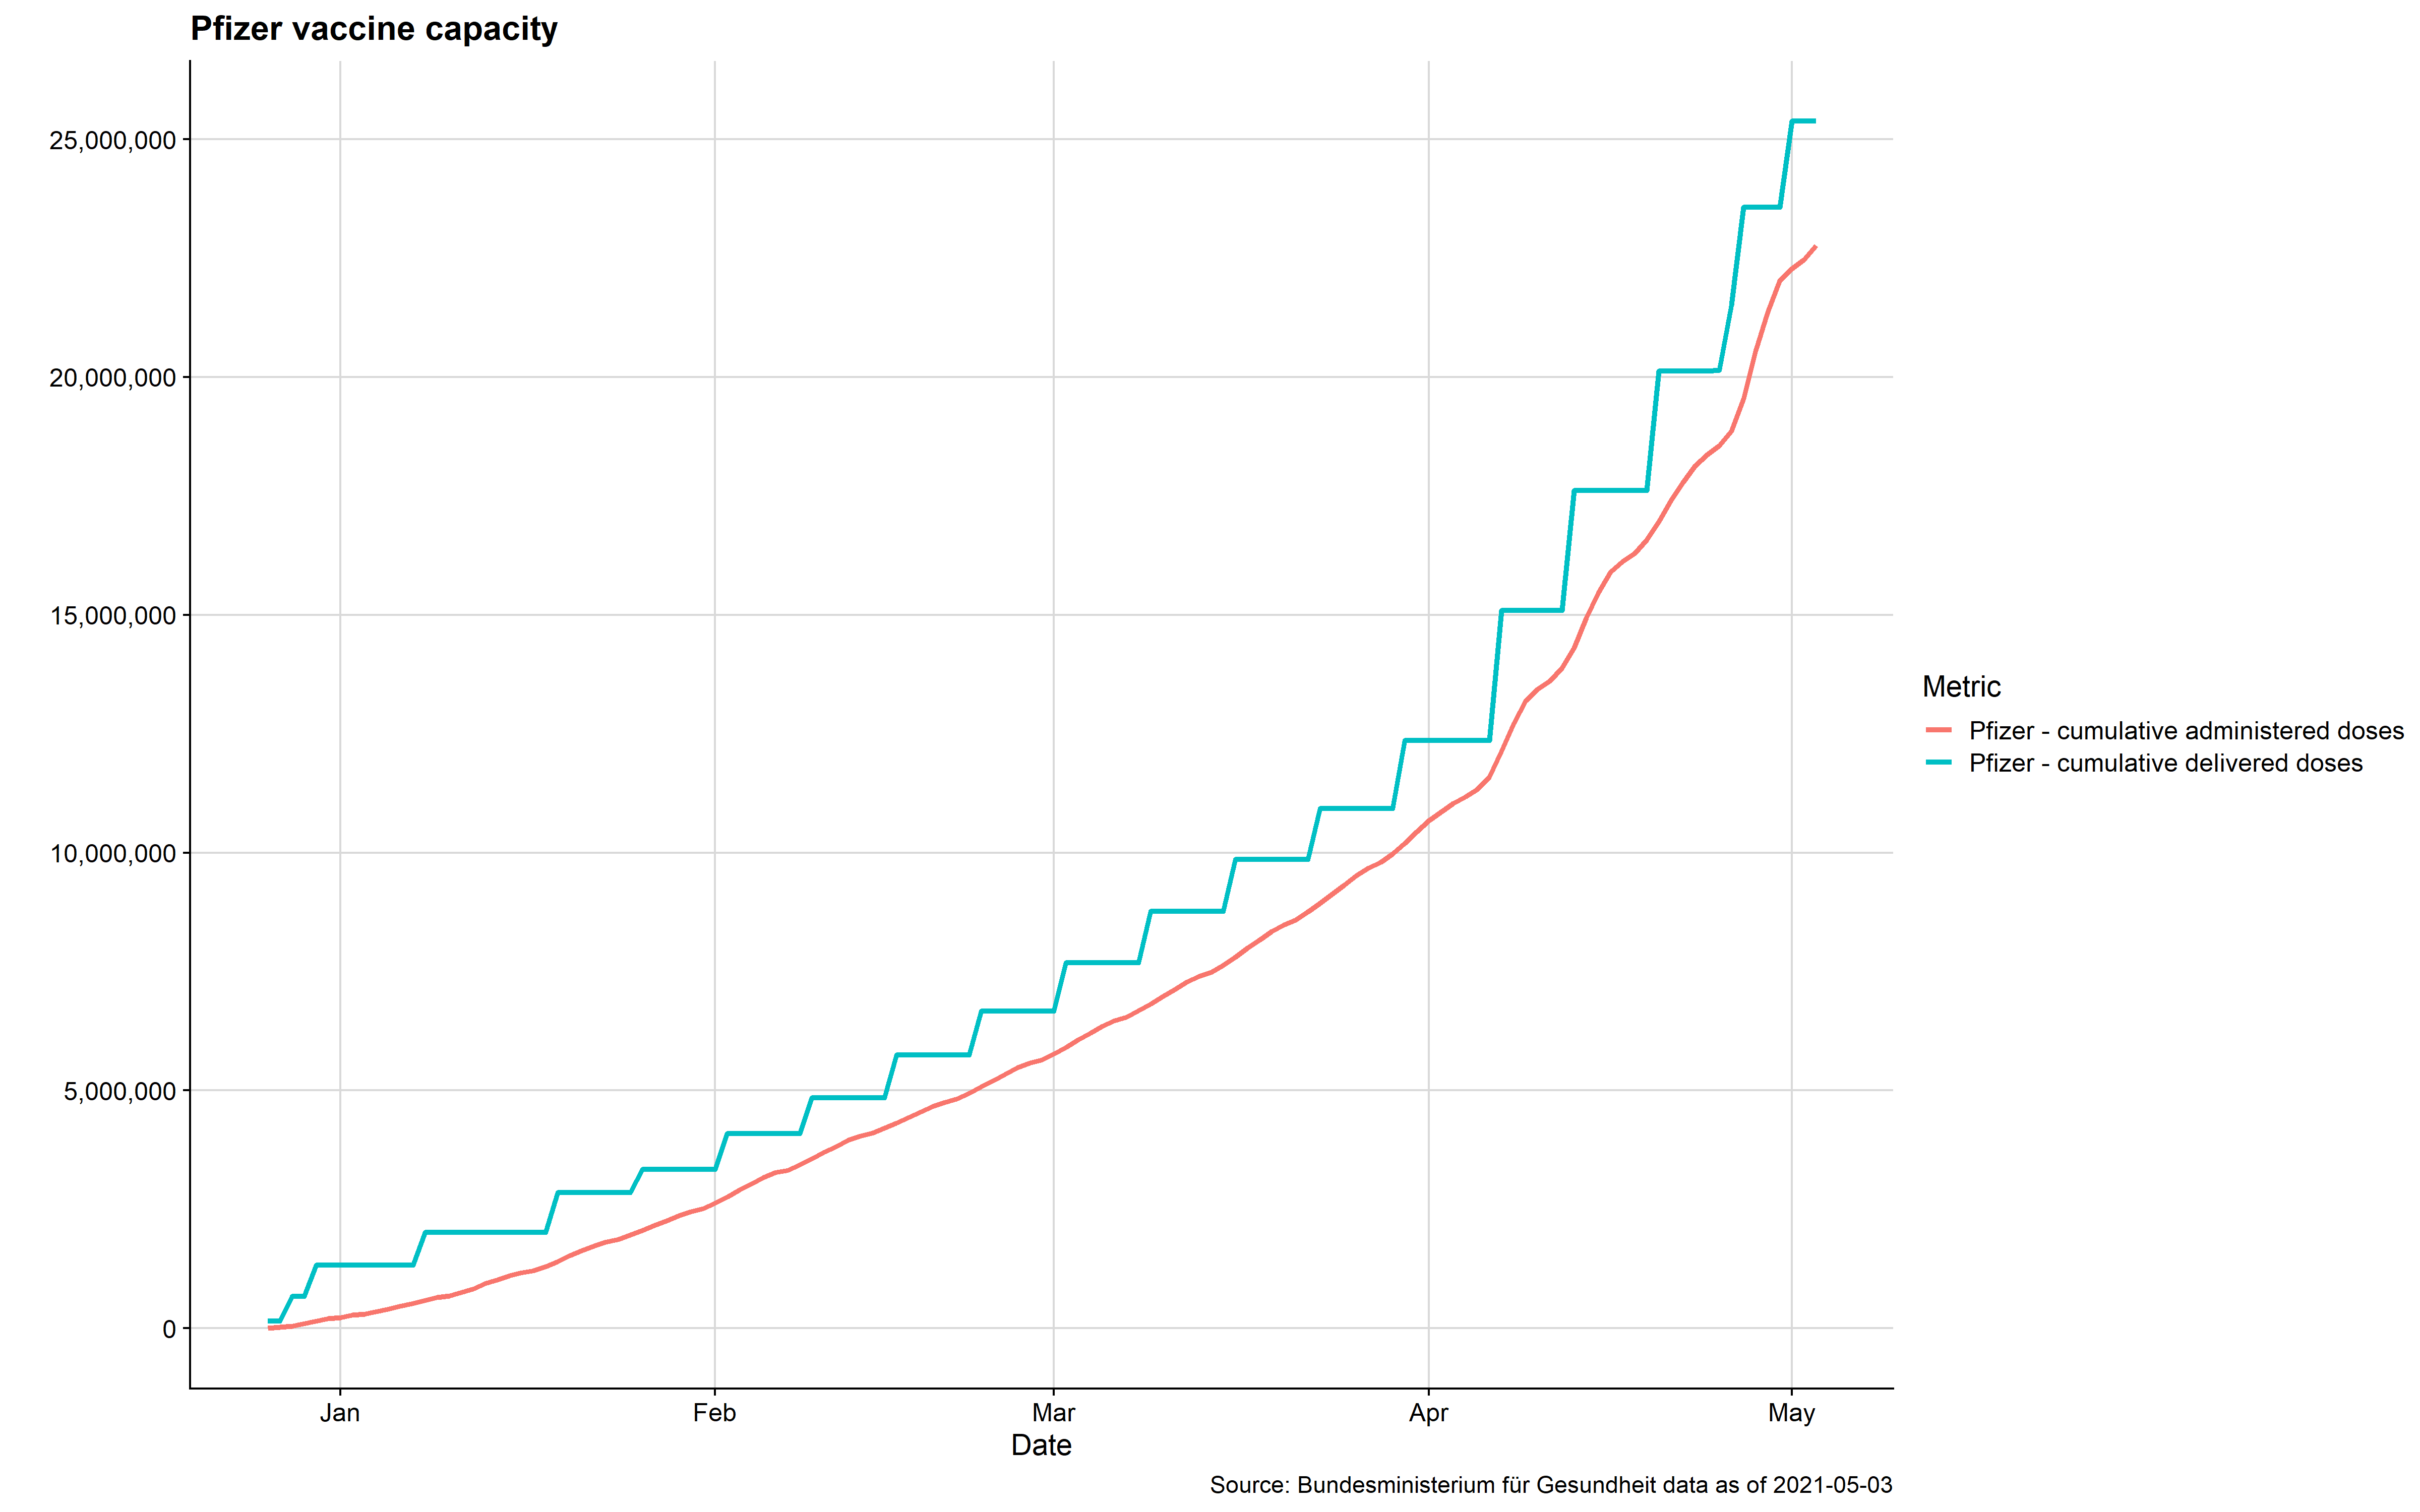 Pfizer vaccine capacity
25,000,000
20,000,000
15,000,000
10,000,000
5,000,000
0
Jan Feb Mar Apr May
Date
Metric
Pfizer - cumulative administered doses
Pfizer - cumulative delivered doses
Source: Bundesministerium für Gesundheit data as of 2021-05-03